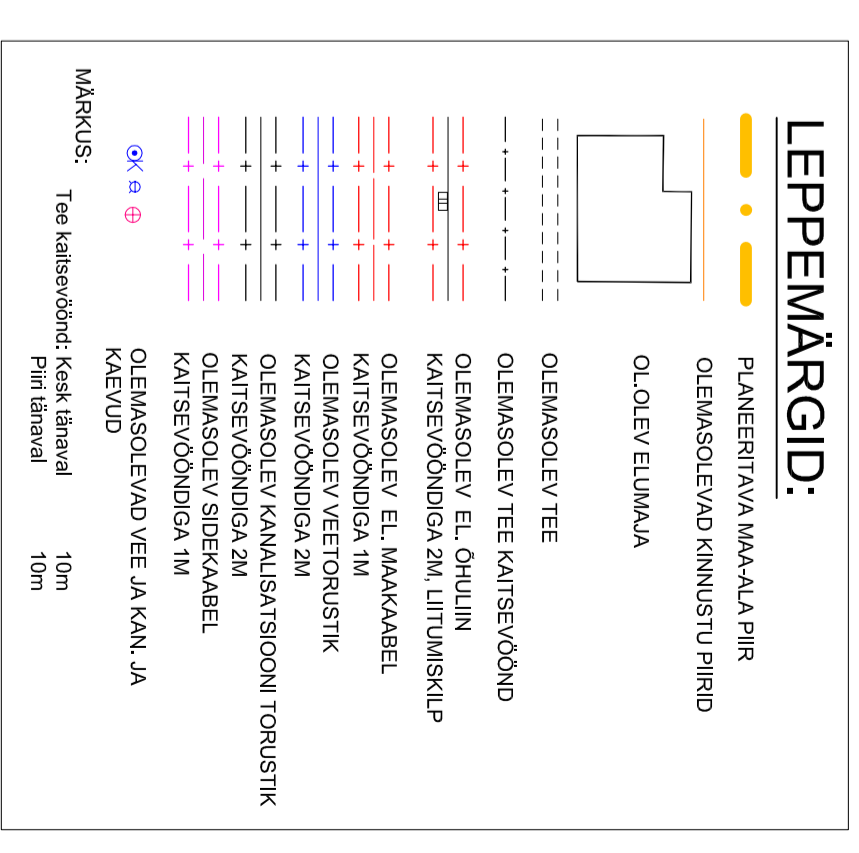 LEPPEMÄRGID:
PLANEERITAVA MAA-ALA PIIR
OLEMASOLEVAD KINNUSTU PIIRID
OL.OLEV ELUMAJA
OLEMASOLEV TEE
OLEMASOLEV TEE KAITSEVÖÖND
OLEMASOLEV EL. ÕHULIIN
KAITSEVÖÖNDIGA 2M, LIITUMISKILP
OLEMASOLEV EL. MAAKAABEL
KAITSEVÖÖNDIGA 1M
OLEMASOLEV VEETORUSTIK
KAITSEVÖÖNDIGA 2M
OLEMASOLEV KANALISATSIOONI TORUSTIK
KAITSEVÖÖNDIGA 2M
OLEMASOLEV SIDEKAABEL
KAITSEVÖÖNDIGA 1M
K
OLEMASOLEVAD VEE JA KAN. JA
KAEVUD
MÄRKUS:
Tee kaitsevöönd: Kesk tänaval 10m
Piiri tänaval 10m